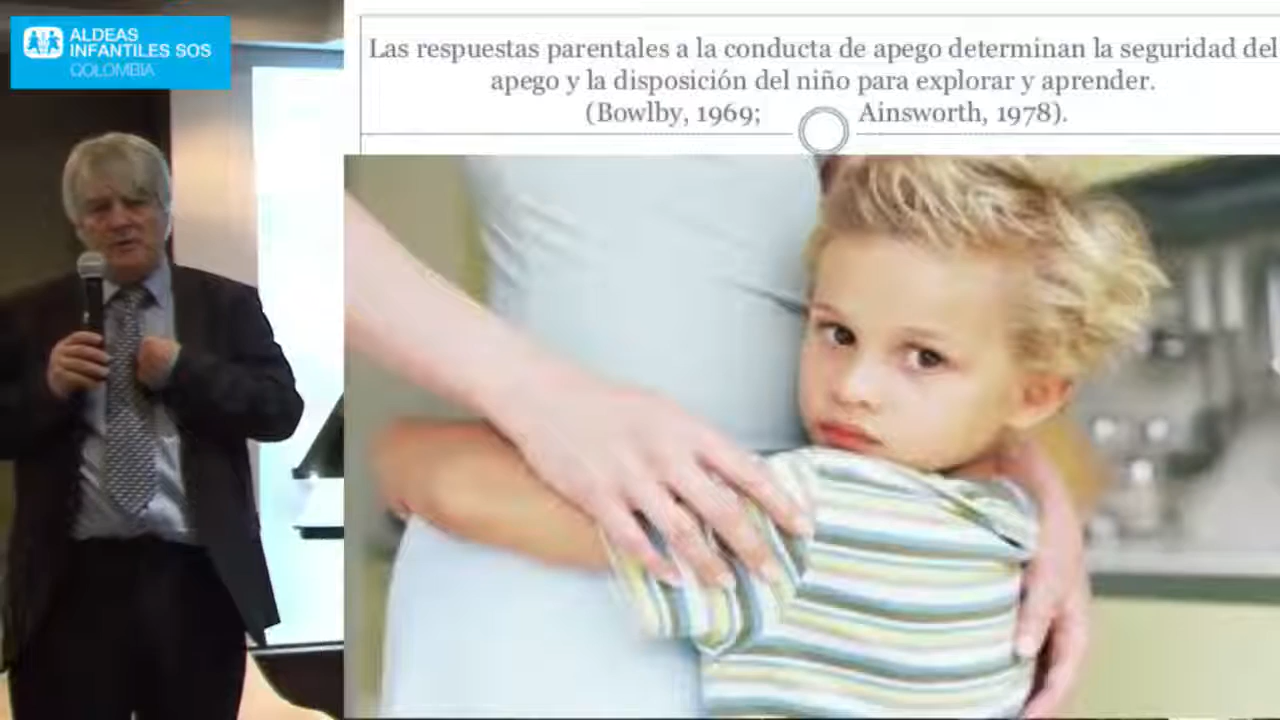 ALDEAS
INFANTILES SOS
COLOMBIA
Las respuestas parentales a la conducta de apego determinan la seguridad del
apego y la disposición del niño para explorar y aprender.
(Bowlby, 1969; Ainsworth, 1978).